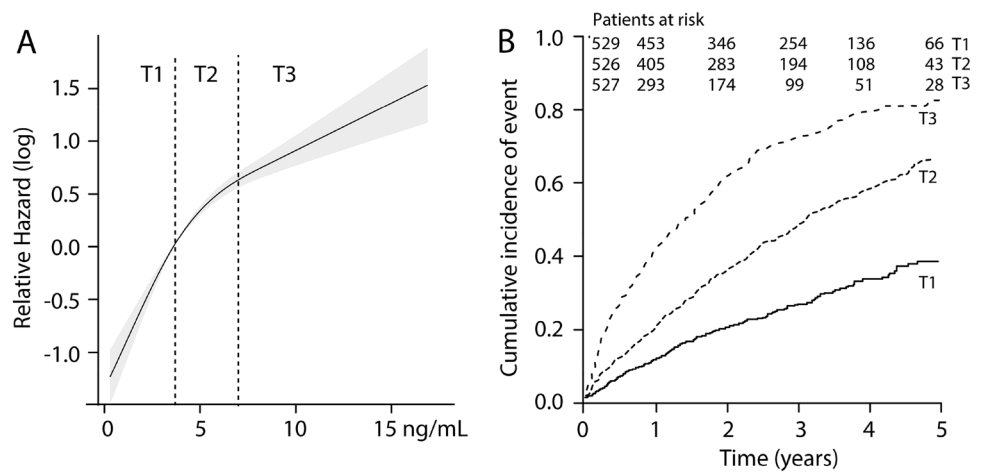 A
T1 T2 T3
1.5
1.0
0.5
0.0
-0.5
-1.0
Relative Hazard (log)
0 5 10 15 ng/mL
B
Patients at risk
529 453 346 254 136 66 T1
526 405 283 194 108 43 T2
527 293 174 99 51 28 T3
1.0
0.8
0.6
0.4
0.2
0.0
Cumulative incidence of event
T3
T2
T1
0 1 2 3 4 5
Time (years)